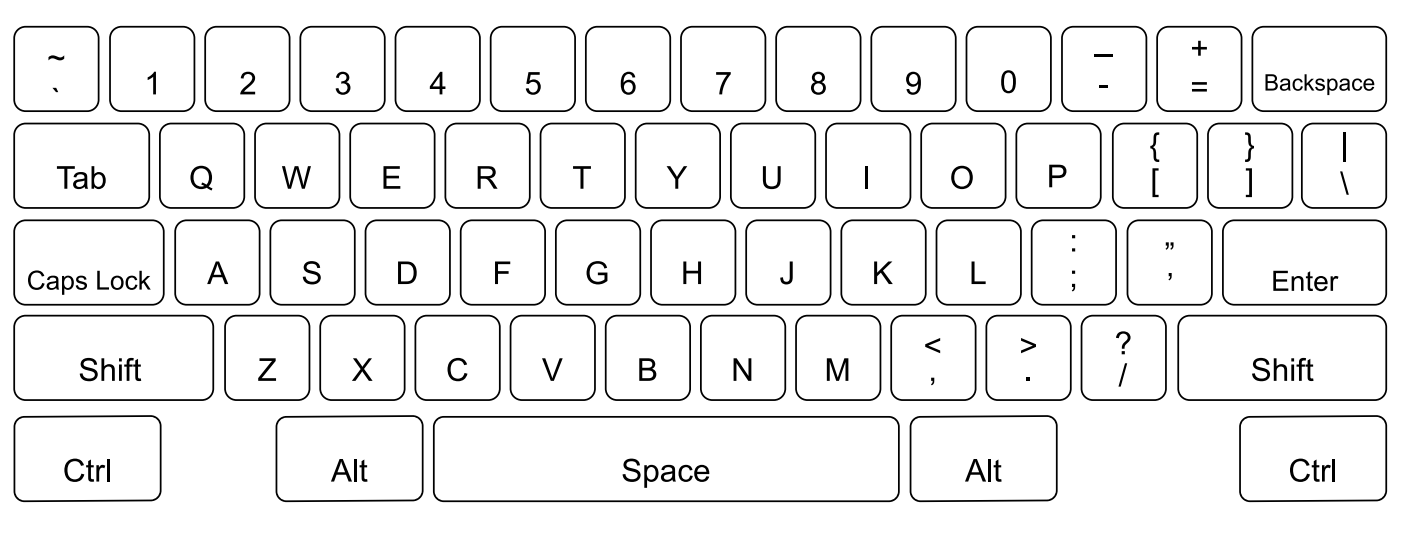 ~ 1 2 3 4 5 6 7 8 9 0 – + Backspace
` - =
Tab Q W E R T Y U I O P { } |
[ ] \
Caps Lock A S D F G H J K L : ” Enter
; ’
Shift Z X C V B N M < > ? Shift
, . /
Ctrl Alt Space Alt Ctrl